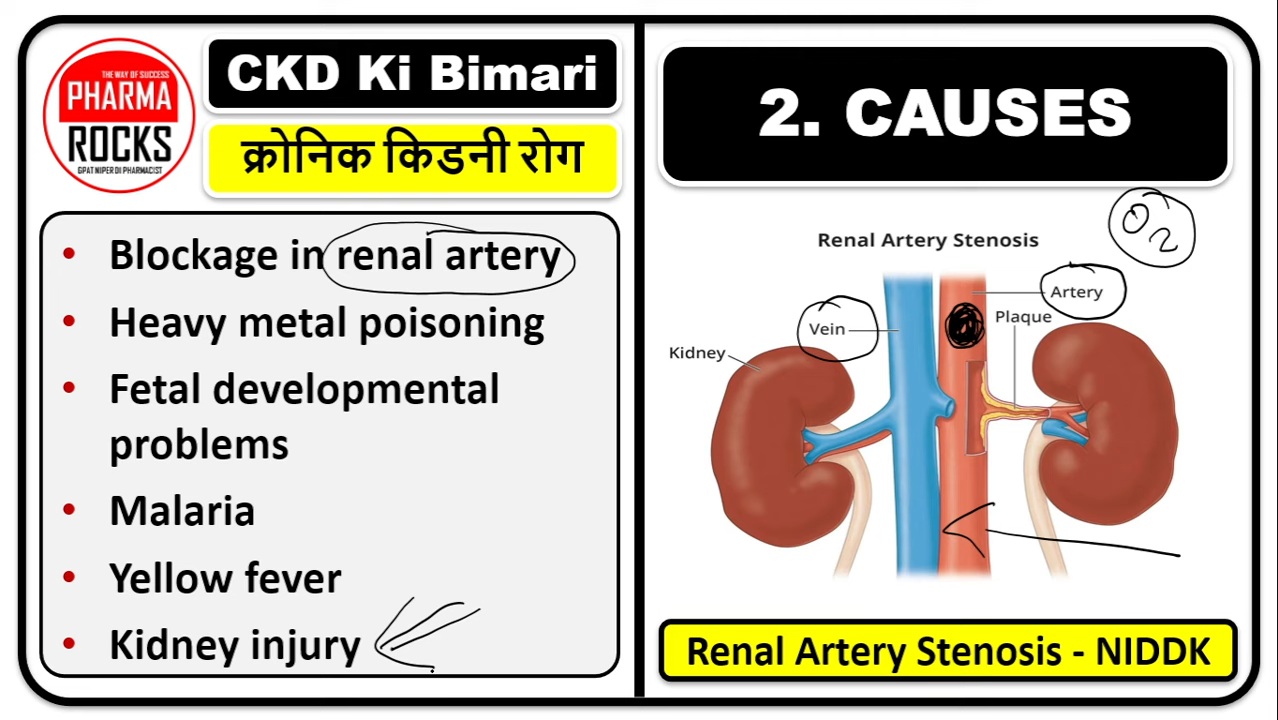 THE WAY OF SUCCESS
PHARMA
ROCKS
GPAT NIPER DI PHARMACIST
CKD Ki Bimari
क्रोनिक किडनी रोग
• Blockage in renal artery
• Heavy metal poisoning
• Fetal developmental
problems
• Malaria
• Yellow fever
• Kidney injury
2. CAUSES
O2
Renal Artery Stenosis
Artery
Plaque
Vein
Kidney
Renal Artery Stenosis - NIDDK